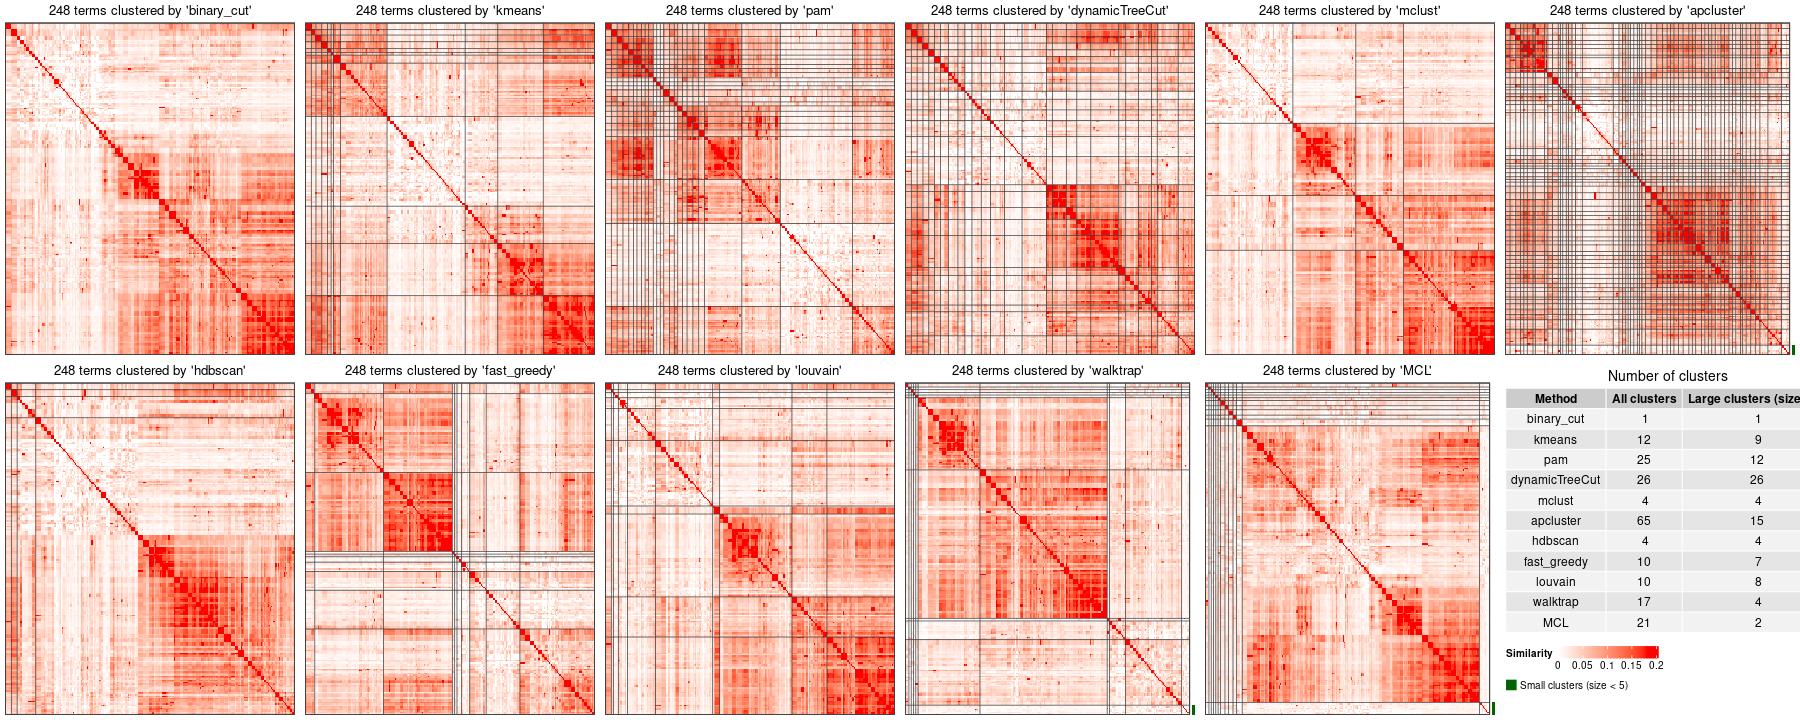 248 terms clustered by 'binary_cut'
248 terms clustered by 'kmeans'
248 terms clustered by 'pam'
248 terms clustered by 'dynamicTreeCut'
248 terms clustered by 'mclust'
248 terms clustered by 'apcluster'
248 terms clustered by 'hdbscan'
248 terms clustered by 'fast_greedy'
248 terms clustered by 'louvain'
248 terms clustered by 'walktrap'
248 terms clustered by 'MCL'
Number of clusters
Method All clusters Large clusters (size
binary_cut 1 1
kmeans 12 9
pam 25 12
dynamicTreeCut 26 26
mclust 4 4
apcluster 65 15
hdbscan 4 4
fast_greedy 10 7
louvain 10 8
walktrap 17 4
MCL 21 2
Similarity
0 0.05 0.1 0.15 0.2
Small clusters (size < 5)